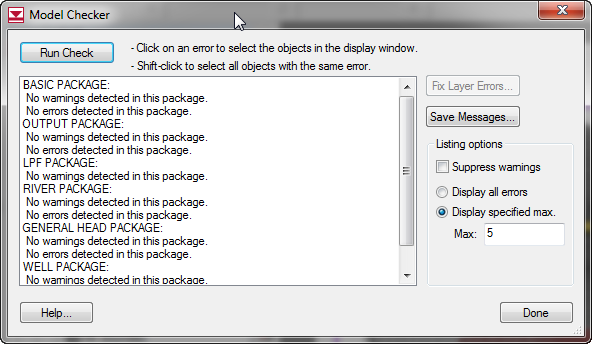 Model Checker
Run Check
- Click on an error to select the objects in the display window.
- Shift-click to select all objects with the same error.
BASIC PACKAGE:
No warnings detected in this package.
No errors detected in this package.
OUTPUT PACKAGE:
No warnings detected in this package.
No errors detected in this package.
LPF PACKAGE:
No warnings detected in this package.
RIVER PACKAGE:
No warnings detected in this package.
No errors detected in this package.
GENERAL HEAD PACKAGE:
No warnings detected in this package.
No errors detected in this package.
WELL PACKAGE:
No warnings detected in this package.
Fix Layer Errors...
Save Messages...
Listing options
Suppress warnings
Display all errors
Display specified max.
Max: 5
Help...
Done